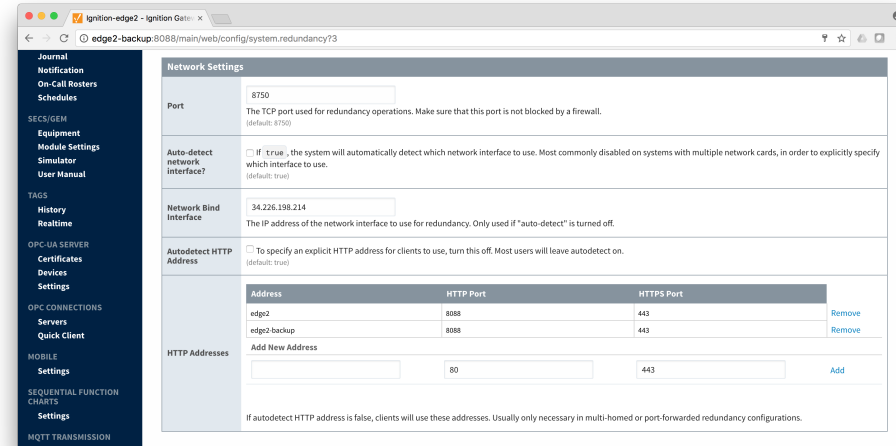 Ignition-edge2 - Ignition Gatew ×
edge2-backup:8088/main/web/config/system.redundancy?3
Journal
Notification
On-Call Rosters
Schedules
SECS/GEM
Equipment
Module Settings
Simulator
User Manual
TAGS
History
Realtime
OPC-UA SERVER
Certificates
Devices
Settings
OPC CONNECTIONS
Servers
Quick Client
MOBILE
Settings
SEQUENTIAL FUNCTION
CHARTS
Settings
MQTT TRANSMISSION
Network Settings
Port
8750
The TCP port used for redundancy operations. Make sure that this port is not blocked by a firewall.
(default: 8750)
Auto-detect
network
interface?
If true, the system will automatically detect which network interface to use. Most commonly disabled on systems with multiple network cards, in order to explicitly specify
which interface to use.
(default: true)
Network Bind
Interface
34.226.198.214
The IP address of the network interface to use for redundancy. Only used if "auto-detect" is turned off.
Autodetect HTTP
Address
To specify an explicit HTTP address for clients to use, turn this off. Most users will leave autodetect on.
(default: true)
HTTP Addresses
Address HTTP Port HTTPS Port
edge2 8088 443 Remove
edge2-backup 8088 443 Remove
Add New Address
80 443 Add
If autodetect HTTP address is false, clients will use these addresses. Usually only necessary in multi-homed or port-forwarded redundancy configurations.